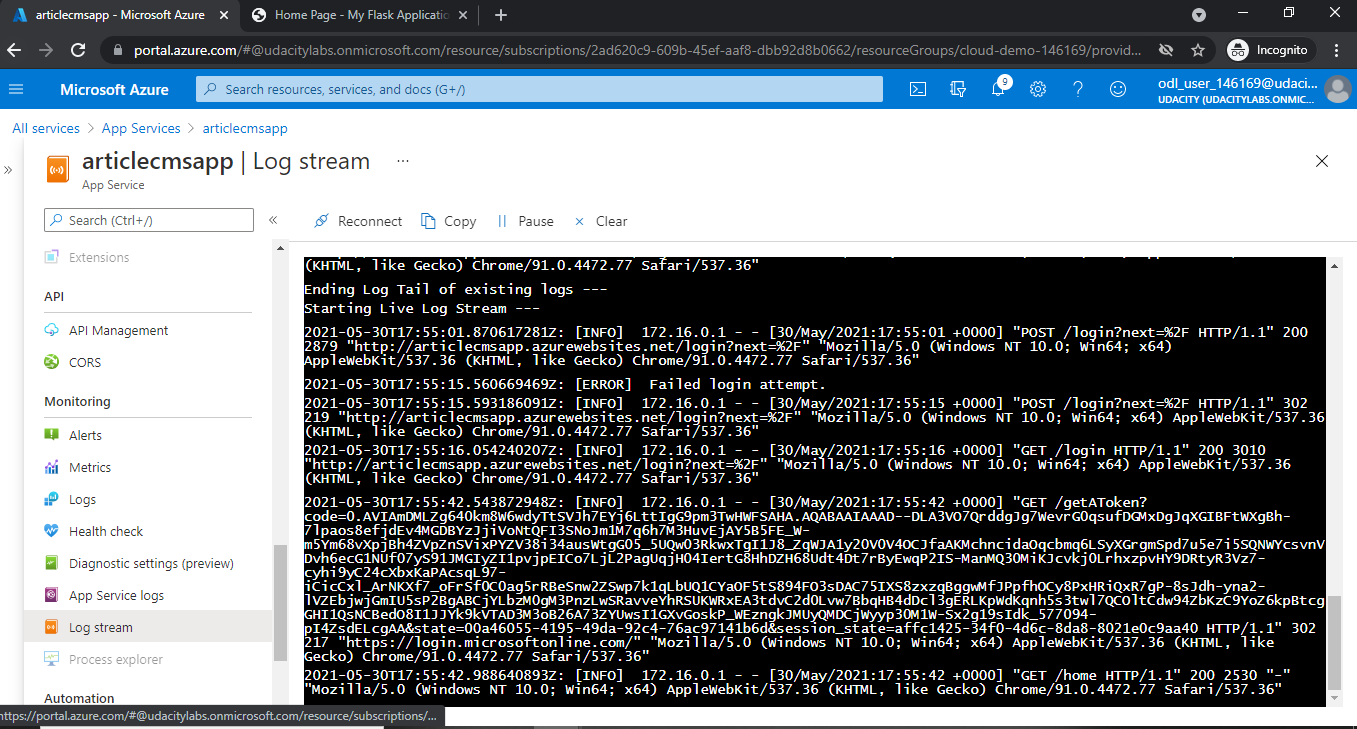 articlecmsapp - Microsoft Azure
Home Page - My Flask Applicatio
portal.azure.com/#@udacitylabs.onmicrosoft.com/resource/subscriptions/2ad620c9-609b-45ef-aaf8-dbb92d8b0662/resourceGroups/cloud-demo-146169/provid...
Incognito
Microsoft Azure
Search resources, services, and docs (G+/)
9
odl_user_146169@udaci...
UDACITY (UDACITYLABS.ONMIC...
All services > App Services > articlecmsapp
articlecmsapp | Log stream ...
App Service
Search (Ctrl+/)
Reconnect Copy Pause Clear
Extensions
API
API Management
CORS
Monitoring
Alerts
Metrics
Logs
Health check
Diagnostic settings (preview)
App Service logs
Log stream
Process explorer
Automation
https://portal.azure.com/#@udacitylabs.onmicrosoft.com/resource/subscriptions/...
(KHTML, like Gecko) Chrome/91.0.4472.77 Safari/537.36"
Ending Log Tail of existing logs ---
Starting Live Log Stream ---
2021-05-30T17:55:01.870617281Z: [INFO] 172.16.0.1 - - [30/May/2021:17:55:01 +0000] "POST /login?next=%2F HTTP/1.1" 200
2879 "http://articlecmsapp.azurewebsites.net/login?next=%2F" "Mozilla/5.0 (Windows NT 10.0; Win64; x64)
AppleWebKit/537.36 (KHTML, like Gecko) Chrome/91.0.4472.77 Safari/537.36"
2021-05-30T17:55:15.560669469Z: [ERROR] Failed login attempt.
2021-05-30T17:55:15.593186091Z: [INFO] 172.16.0.1 - - [30/May/2021:17:55:15 +0000] "POST /login?next=%2F HTTP/1.1" 302
219 "http://articlecmsapp.azurewebsites.net/login?next=%2F" "Mozilla/5.0 (Windows NT 10.0; Win64; x64) AppleWebKit/537.36
(KHTML, like Gecko) Chrome/91.0.4472.77 Safari/537.36"
2021-05-30T17:55:16.054240207Z: [INFO] 172.16.0.1 - - [30/May/2021:17:55:16 +0000] "GET /login HTTP/1.1" 200 3010
"http://articlecmsapp.azurewebsites.net/login?next=%2F" "Mozilla/5.0 (Windows NT 10.0; Win64; x64) AppleWebKit/537.36
(KHTML, like Gecko) Chrome/91.0.4472.77 Safari/537.36"
2021-05-30T17:55:42.543872948Z: [INFO] 172.16.0.1 - - [30/May/2021:17:55:42 +0000] "GET /getAToken?
pI4ZsdELcgAA&state=00a46055-4195-49da-92c4-76ac97141b6d&session_state=affc1425-34f0-4d6c-8da8-8021e0c9aa40 HTTP/1.1" 302
217 "https://login.microsoftonline.com/" "Mozilla/5.0 (Windows NT 10.0; Win64; x64) AppleWebKit/537.36 (KHTML, like
Gecko) Chrome/91.0.4472.77 Safari/537.36"
2021-05-30T17:55:42.988640893Z: [INFO] 172.16.0.1 - - [30/May/2021:17:55:42 +0000] "GET /home HTTP/1.1" 200 2530 "-"
"Mozilla/5.0 (Windows NT 10.0; Win64; x64) AppleWebKit/537.36 (KHTML, like Gecko) Chrome/91.0.4472.77 Safari/537.36"